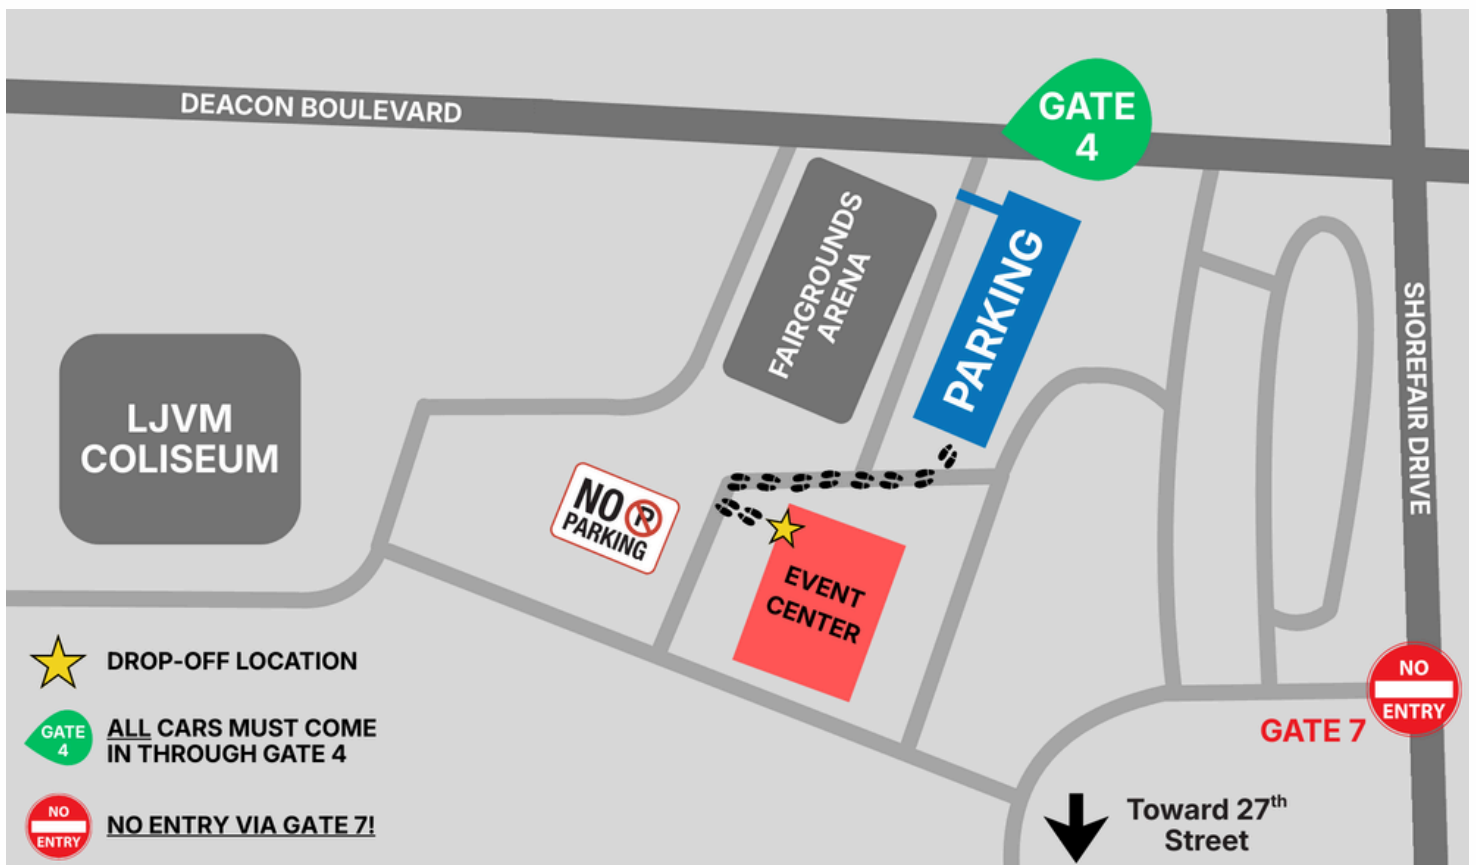 DEACON BOULEVARD
GATE
4
FAIRGROUNDS
ARENA
PARKING
SHOREFAIR DRIVE
LJVM
COLISEUM
NO P
PARKING
EVENT
CENTER
DROP-OFF LOCATION
GATE
4
ALL CARS MUST COME
IN THROUGH GATE 4
NO
ENTRY
NO ENTRY VIA GATE 7!
NO
ENTRY
GATE 7
Toward 27th
Street